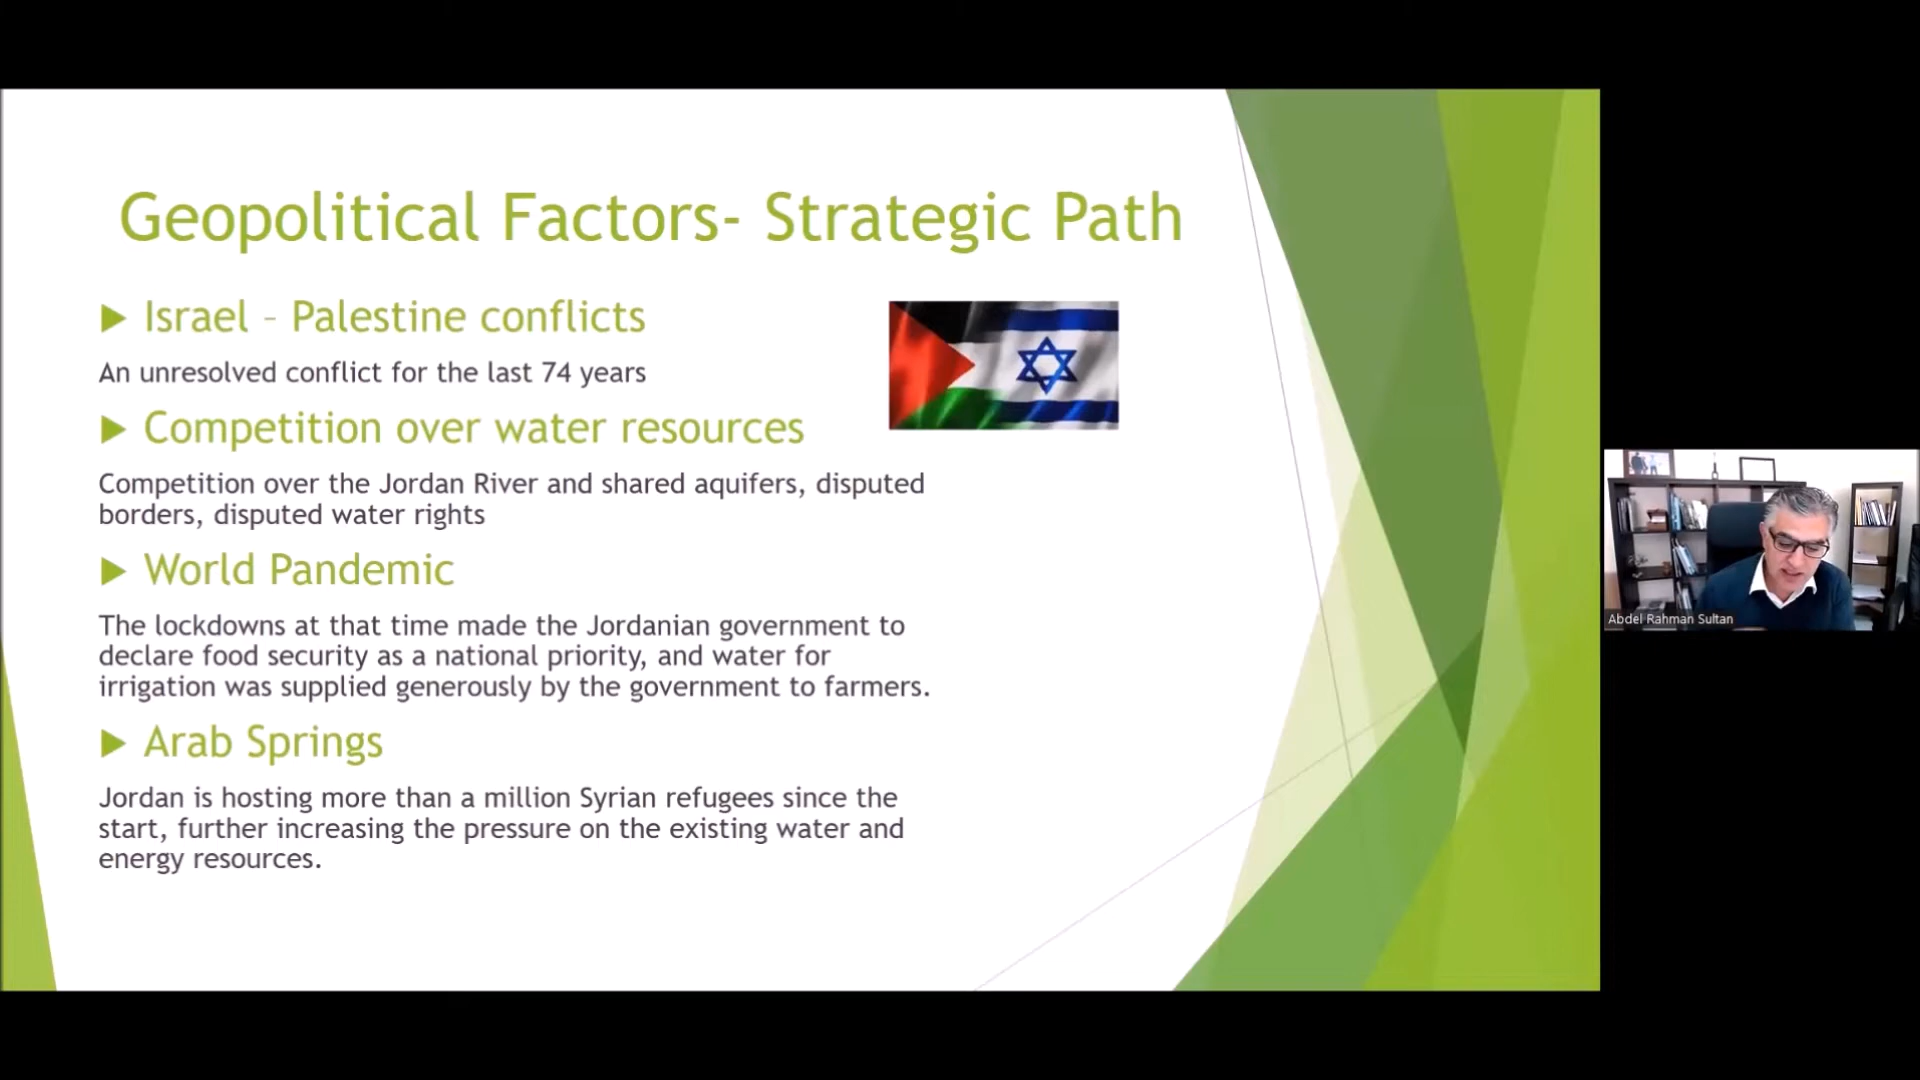 Geopolitical Factors- Strategic Path
Israel – Palestine conflicts
An unresolved conflict for the last 74 years
Competition over water resources
Competition over the Jordan River and shared aquifers, disputed
borders, disputed water rights
World Pandemic
The lockdowns at that time made the Jordanian government to
declare food security as a national priority, and water for
irrigation was supplied generously by the government to farmers.
Arab Springs
Jordan is hosting more than a million Syrian refugees since the
start, further increasing the pressure on the existing water and
energy resources.
Abdel Rahman Sultan